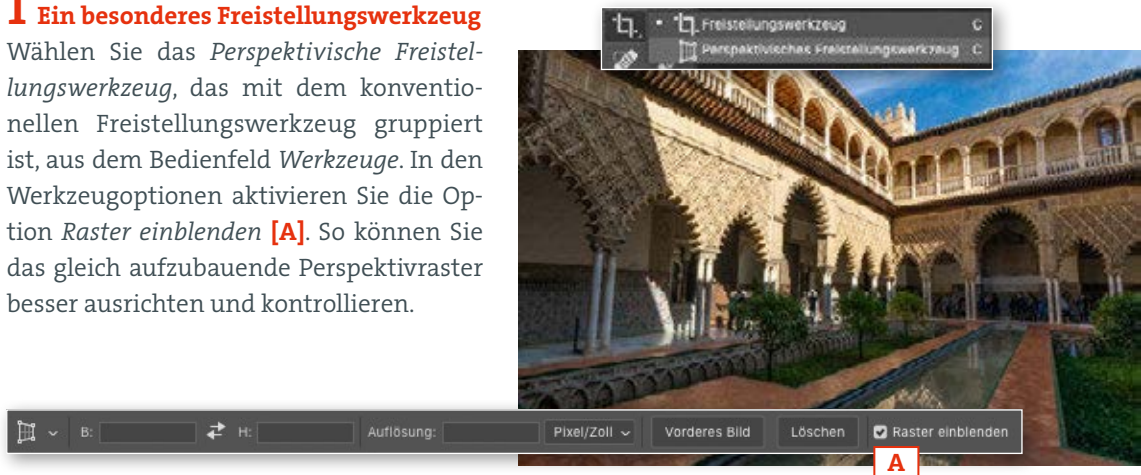 1 Ein besonderes Freistellungswerkzeug
Wählen Sie das Perspektivische Freistel-
lungswerkzeug, das mit dem konventio-
nellen Freistellungswerkzeug gruppiert
ist, aus dem Bedienfeld Werkzeuge. In den
Werkzeugoptionen aktivieren Sie die Op-
tion Raster einblenden [A]. So können Sie
das gleich aufzubauende Perspektivraster
besser ausrichten und kontrollieren.
Freistellungswerkzeug C
Perspektivisches Freistellungswerkzeug C
B: H: Auflösung: Pixel/Zoll Vorderes Bild Löschen Raster einblenden
A